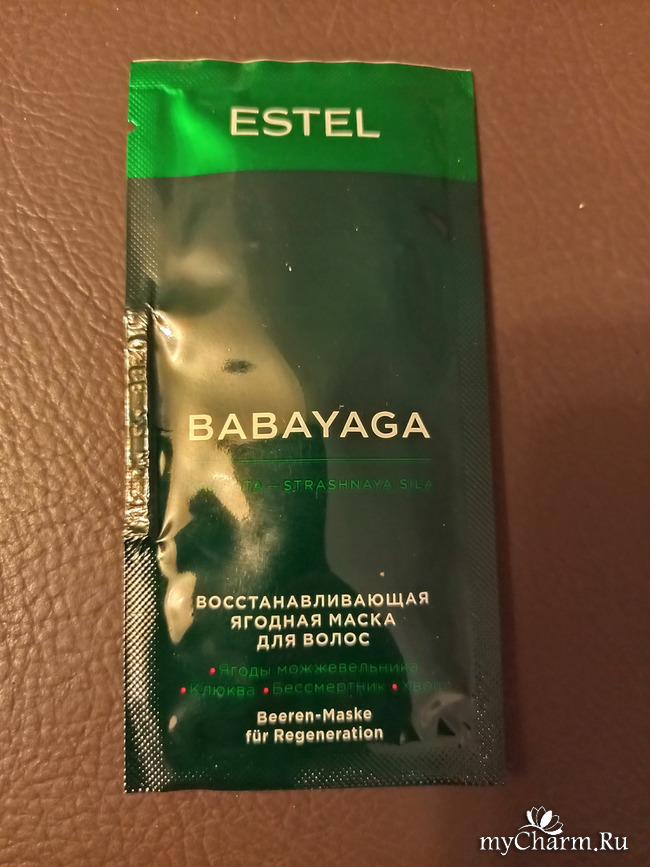 ESTEL
BABAYAGA
— STRASHNAYA SILA
ВОССТАНАВЛИВАЮЩАЯ
ЯГОДНАЯ МАСКА
ДЛЯ ВОЛОС
• Ягоды можжевельника
• Клюква • Бессмертник •
Beeren-Maske
für Regeneration
myCharm.Ru